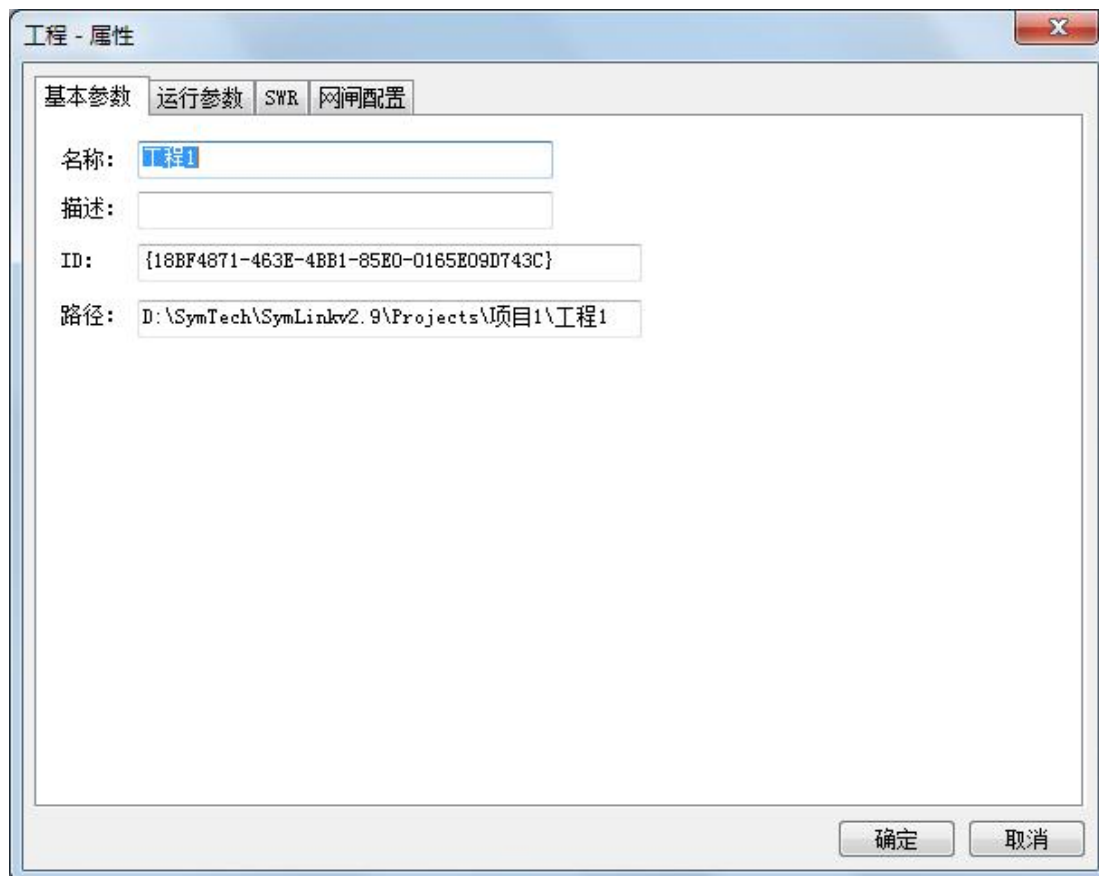 工程 - 属性
基本参数 运行参数 SWR 网闸配置
名称: 工程1
描述:
ID: {18BF4871-463E-4BB1-85E0-0165E09D743C}
路径: D:\SymTech\SymLinkv2.9\Projects\项目1\工程1
确定 取消